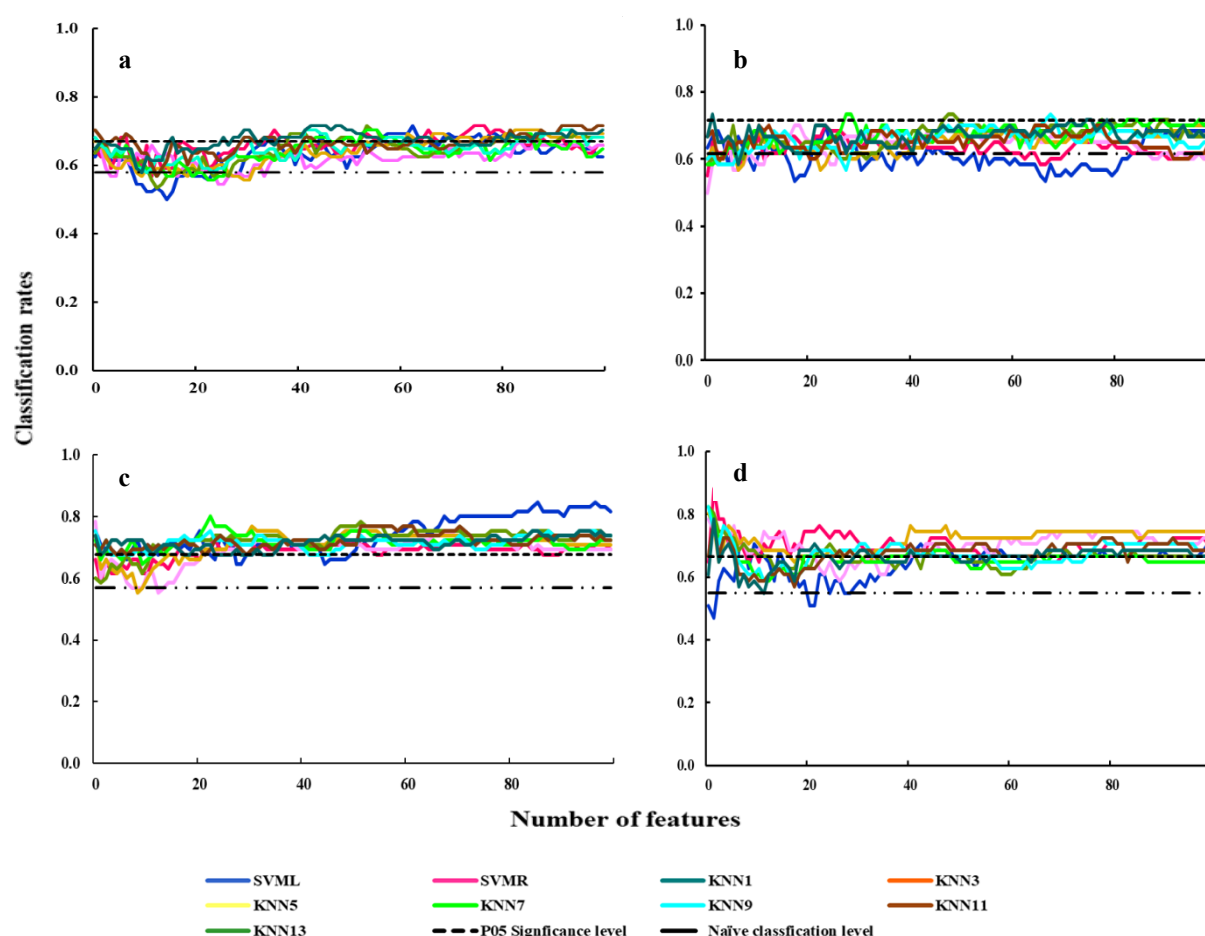 a
1.0
0.8
0.6
0.4
0.2
0.0
0 20 40 60 80
b
1.0
0.8
0.6
0.4
0.2
0.0
0 20 40 60 80
Classification rates
c
1.0
0.8
0.6
0.4
0.2
0.0
0 20 40 60 80
d
1.0
0.8
0.6
0.4
0.2
0.0
0 20 40 60 80
Number of features
SVML SVMR KNN1 KNN3
KNN5 KNN7 KNN9 KNN11
KNN13 P05 Signficance level Naïve classfication level